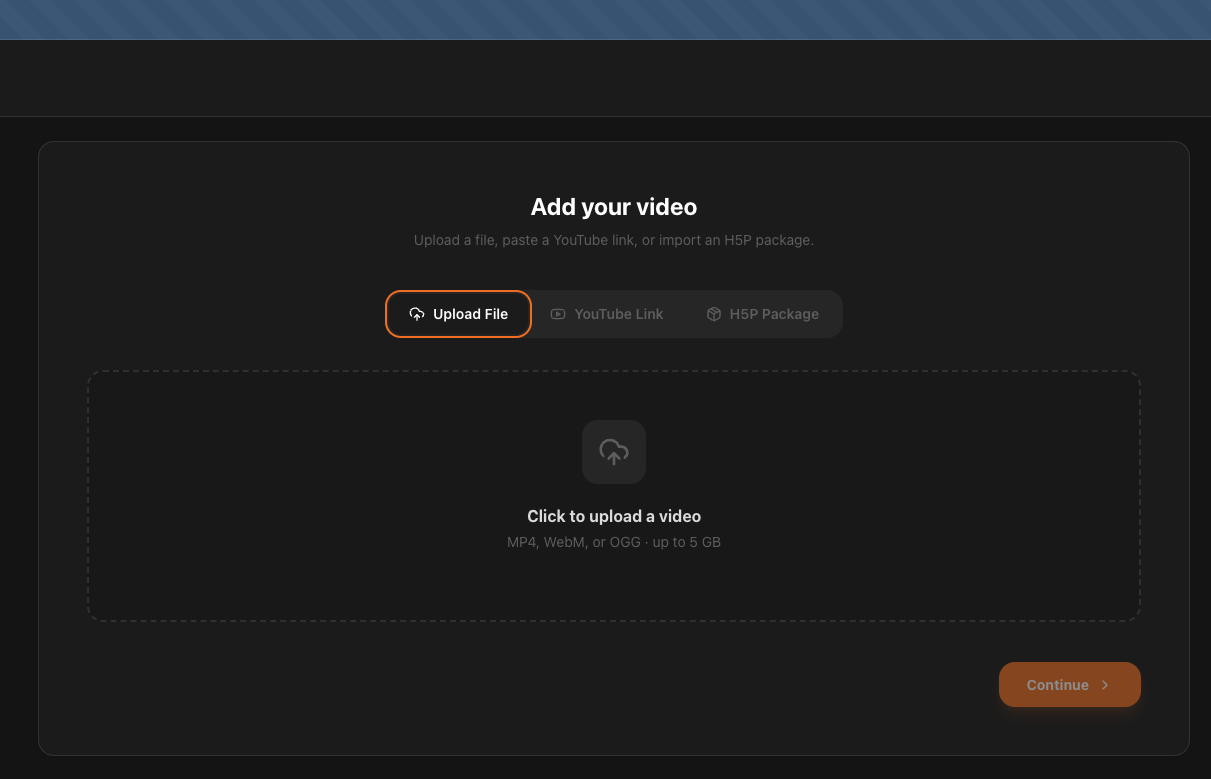 Add your video
Upload a file, paste a YouTube link, or import an H5P package.
Upload File
YouTube Link
H5P Package
Click to upload a video
MP4, WebM, or OGG · up to 5 GB
Continue